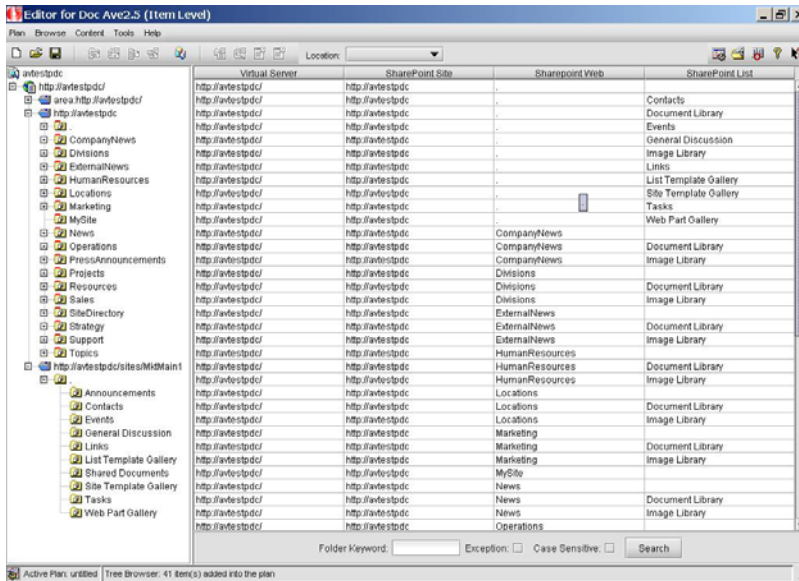 Editor for Doc Ave2.5 (Item Level)
Plan Browse Content Tools Help
Location:
avtestpdc
http://avtestpdc/
area:http://avtestpdc/
http://avtestpdc
.
CompanyNews
Divisions
ExternalNews
HumanResources
Locations
Marketing
MySite
News
Operations
PressAnnouncements
Projects
Resources
Sales
SiteDirectory
Strategy
Support
Topics
http://avtestpdc/sites/MktMain1
.
Announcements
Contacts
Events
General Discussion
Links
List Template Gallery
Shared Documents
Site Template Gallery
Tasks
Web Part Gallery
Virtual Server SharePoint Site Sharepoint Web SharePoint List
http://avtestpdc/ http://avtestpdc .
http://avtestpdc/ http://avtestpdc . Contacts
http://avtestpdc/ http://avtestpdc . Document Library
http://avtestpdc/ http://avtestpdc . Events
http://avtestpdc/ http://avtestpdc . General Discussion
http://avtestpdc/ http://avtestpdc . Image Library
http://avtestpdc/ http://avtestpdc . Links
http://avtestpdc/ http://avtestpdc . List Template Gallery
http://avtestpdc/ http://avtestpdc . Site Template Gallery
http://avtestpdc/ http://avtestpdc . Tasks
http://avtestpdc/ http://avtestpdc . Web Part Gallery
http://avtestpdc/ http://avtestpdc CompanyNews
http://avtestpdc/ http://avtestpdc CompanyNews Document Library
http://avtestpdc/ http://avtestpdc CompanyNews Image Library
http://avtestpdc/ http://avtestpdc Divisions
http://avtestpdc/ http://avtestpdc Divisions Document Library
http://avtestpdc/ http://avtestpdc Divisions Image Library
http://avtestpdc/ http://avtestpdc ExternalNews
http://avtestpdc/ http://avtestpdc ExternalNews Document Library
http://avtestpdc/ http://avtestpdc ExternalNews Image Library
http://avtestpdc/ http://avtestpdc HumanResources
http://avtestpdc/ http://avtestpdc HumanResources Document Library
http://avtestpdc/ http://avtestpdc HumanResources Image Library
http://avtestpdc/ http://avtestpdc Locations
http://avtestpdc/ http://avtestpdc Locations Document Library
http://avtestpdc/ http://avtestpdc Locations Image Library
http://avtestpdc/ http://avtestpdc Marketing
http://avtestpdc/ http://avtestpdc Marketing Document Library
http://avtestpdc/ http://avtestpdc Marketing Image Library
http://avtestpdc/ http://avtestpdc MySite
http://avtestpdc/ http://avtestpdc News
http://avtestpdc/ http://avtestpdc News Document Library
http://avtestpdc/ http://avtestpdc News Image Library
http://avtestpdc/ http://avtestpdc Operations
Folder Keyword: Exception: Case Sensitive: Search
Active Plan: untitled Tree Browser: 41 item(s) added into the plan